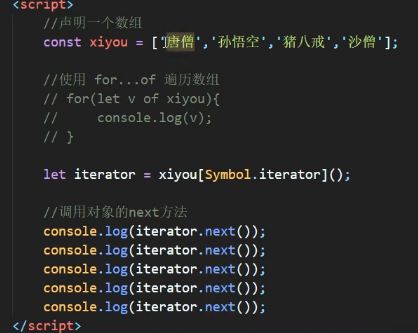 <script>
//声明一个数组
const xiyou = ['唐僧','孙悟空','猪八戒','沙僧'];
//使用 for...of 遍历数组
// for(let v of xiyou){
//     console.log(v);
// }
let iterator = xiyou[Symbol.iterator]();
//调用对象的next方法
console.log(iterator.next());
console.log(iterator.next());
console.log(iterator.next());
console.log(iterator.next());
console.log(iterator.next());
</script>